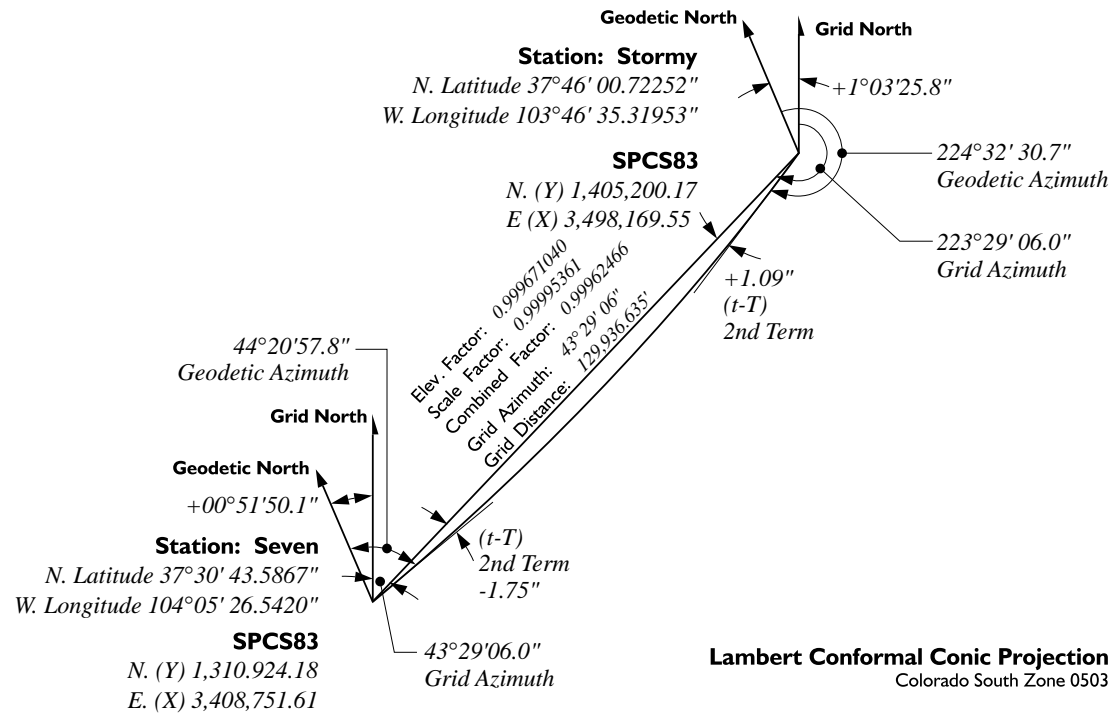 Geodetic North
Grid North
Station: Stormy
N. Latitude 37°46' 00.72252"
W. Longitude 103°46' 35.31953"
+1°03'25.8"
SPCS83
N. (Y) 1,405,200.17
E (X) 3,498,169.55
224°32' 30.7"
Geodetic Azimuth
223°29' 06.0"
Grid Azimuth
+1.09"
(t-T)
2nd Term
Elev. Factor: 0.999671040
Scale Factor: 0.99995361
Combined Factor: 0.99962466
Grid Azimuth: 43° 29' 06"
Grid Distance: 129,936.635'
44°20'57.8"
Geodetic Azimuth
Grid North
Geodetic North
+00°51'50.1"
Station: Seven
N. Latitude 37°30' 43.5867"
W. Longitude 104°05' 26.5420"
SPCS83
N. (Y) 1,310.924.18
E. (X) 3,408,751.61
(t-T)
2nd Term
-1.75"
43°29'06.0"
Grid Azimuth
Lambert Conformal Conic Projection
Colorado South Zone 0503